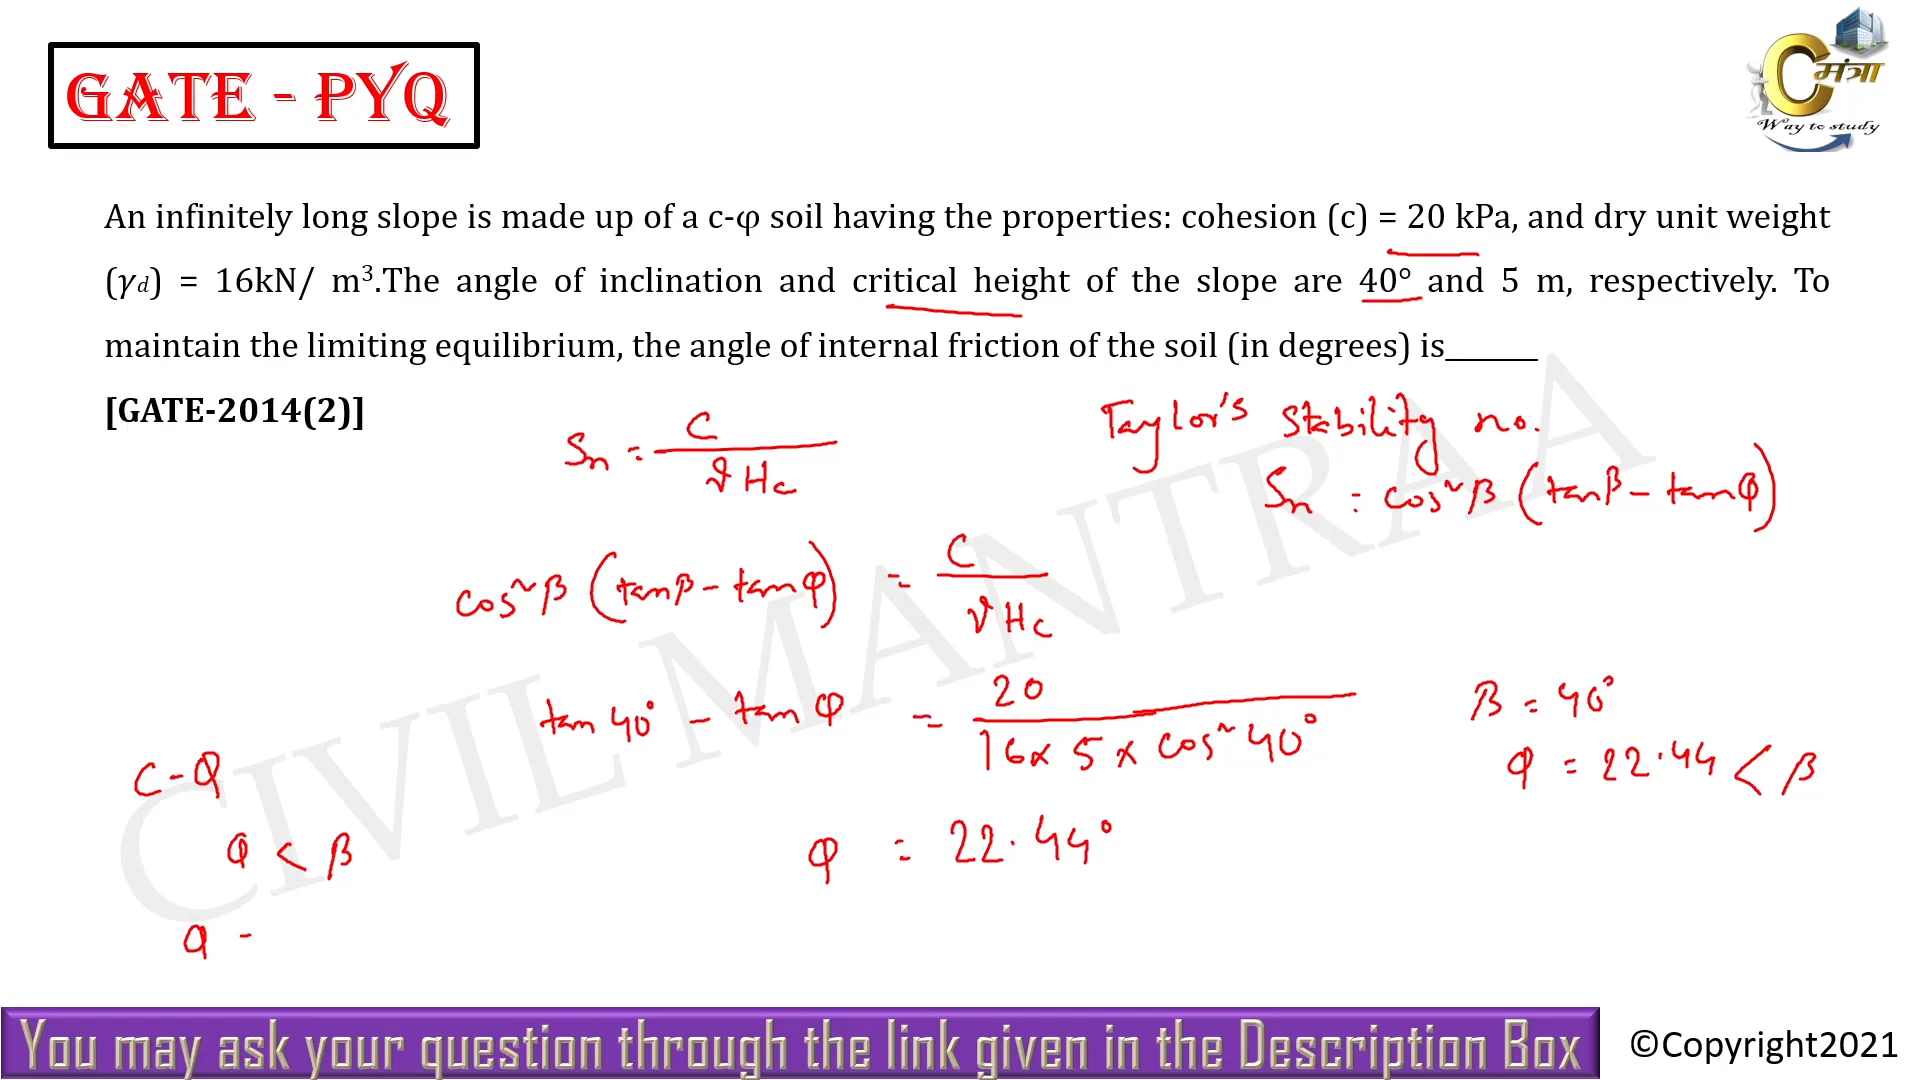 GATE - PYQ
C मंत्रा
Way to study
An infinitely long slope is made up of a c-φ soil having the properties: cohesion (c) = 20 kPa, and dry unit weight
(γd) = 16kN/ m³.The angle of inclination and critical height of the slope are 40° and 5 m, respectively. To
maintain the limiting equilibrium, the angle of internal friction of the soil (in degrees) is______
[GATE-2014(2)]
Sn = C / γHc
Taylor's stability no.
Sn = cos²β (tanβ - tanφ)
cos²β (tanβ - tanφ) = C / γHc
tan 40° - tan φ = 20 / 16 x 5 x cos² 40°
β = 40°
φ = 22.44 < β
C-φ
φ < β
φ = 22.44°
φ -
CIVIL MANTRAA
You may ask your question through the link given in the Description Box
©Copyright2021